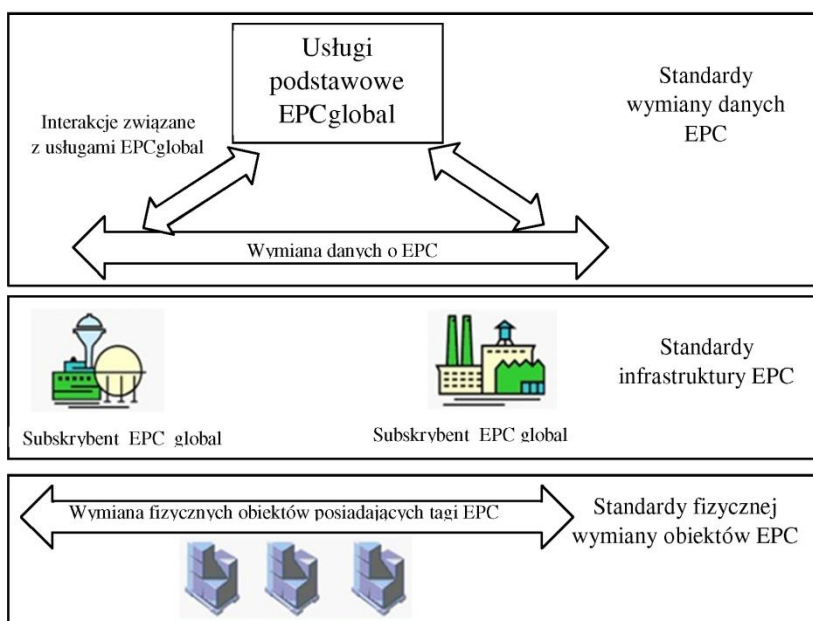 Usługi
podstawowe
EPCglobal
Standardy
wymiany danych
EPC
Interakcje związane
z usługami EPCglobal
Wymiana danych o EPC
Standardy
infrastruktury EPC
Subskrybent EPC global
Subskrybent EPC global
Wymiana fizycznych obiektów posiadających tagi EPC
Standardy fizycznej
wymiany obiektów EPC